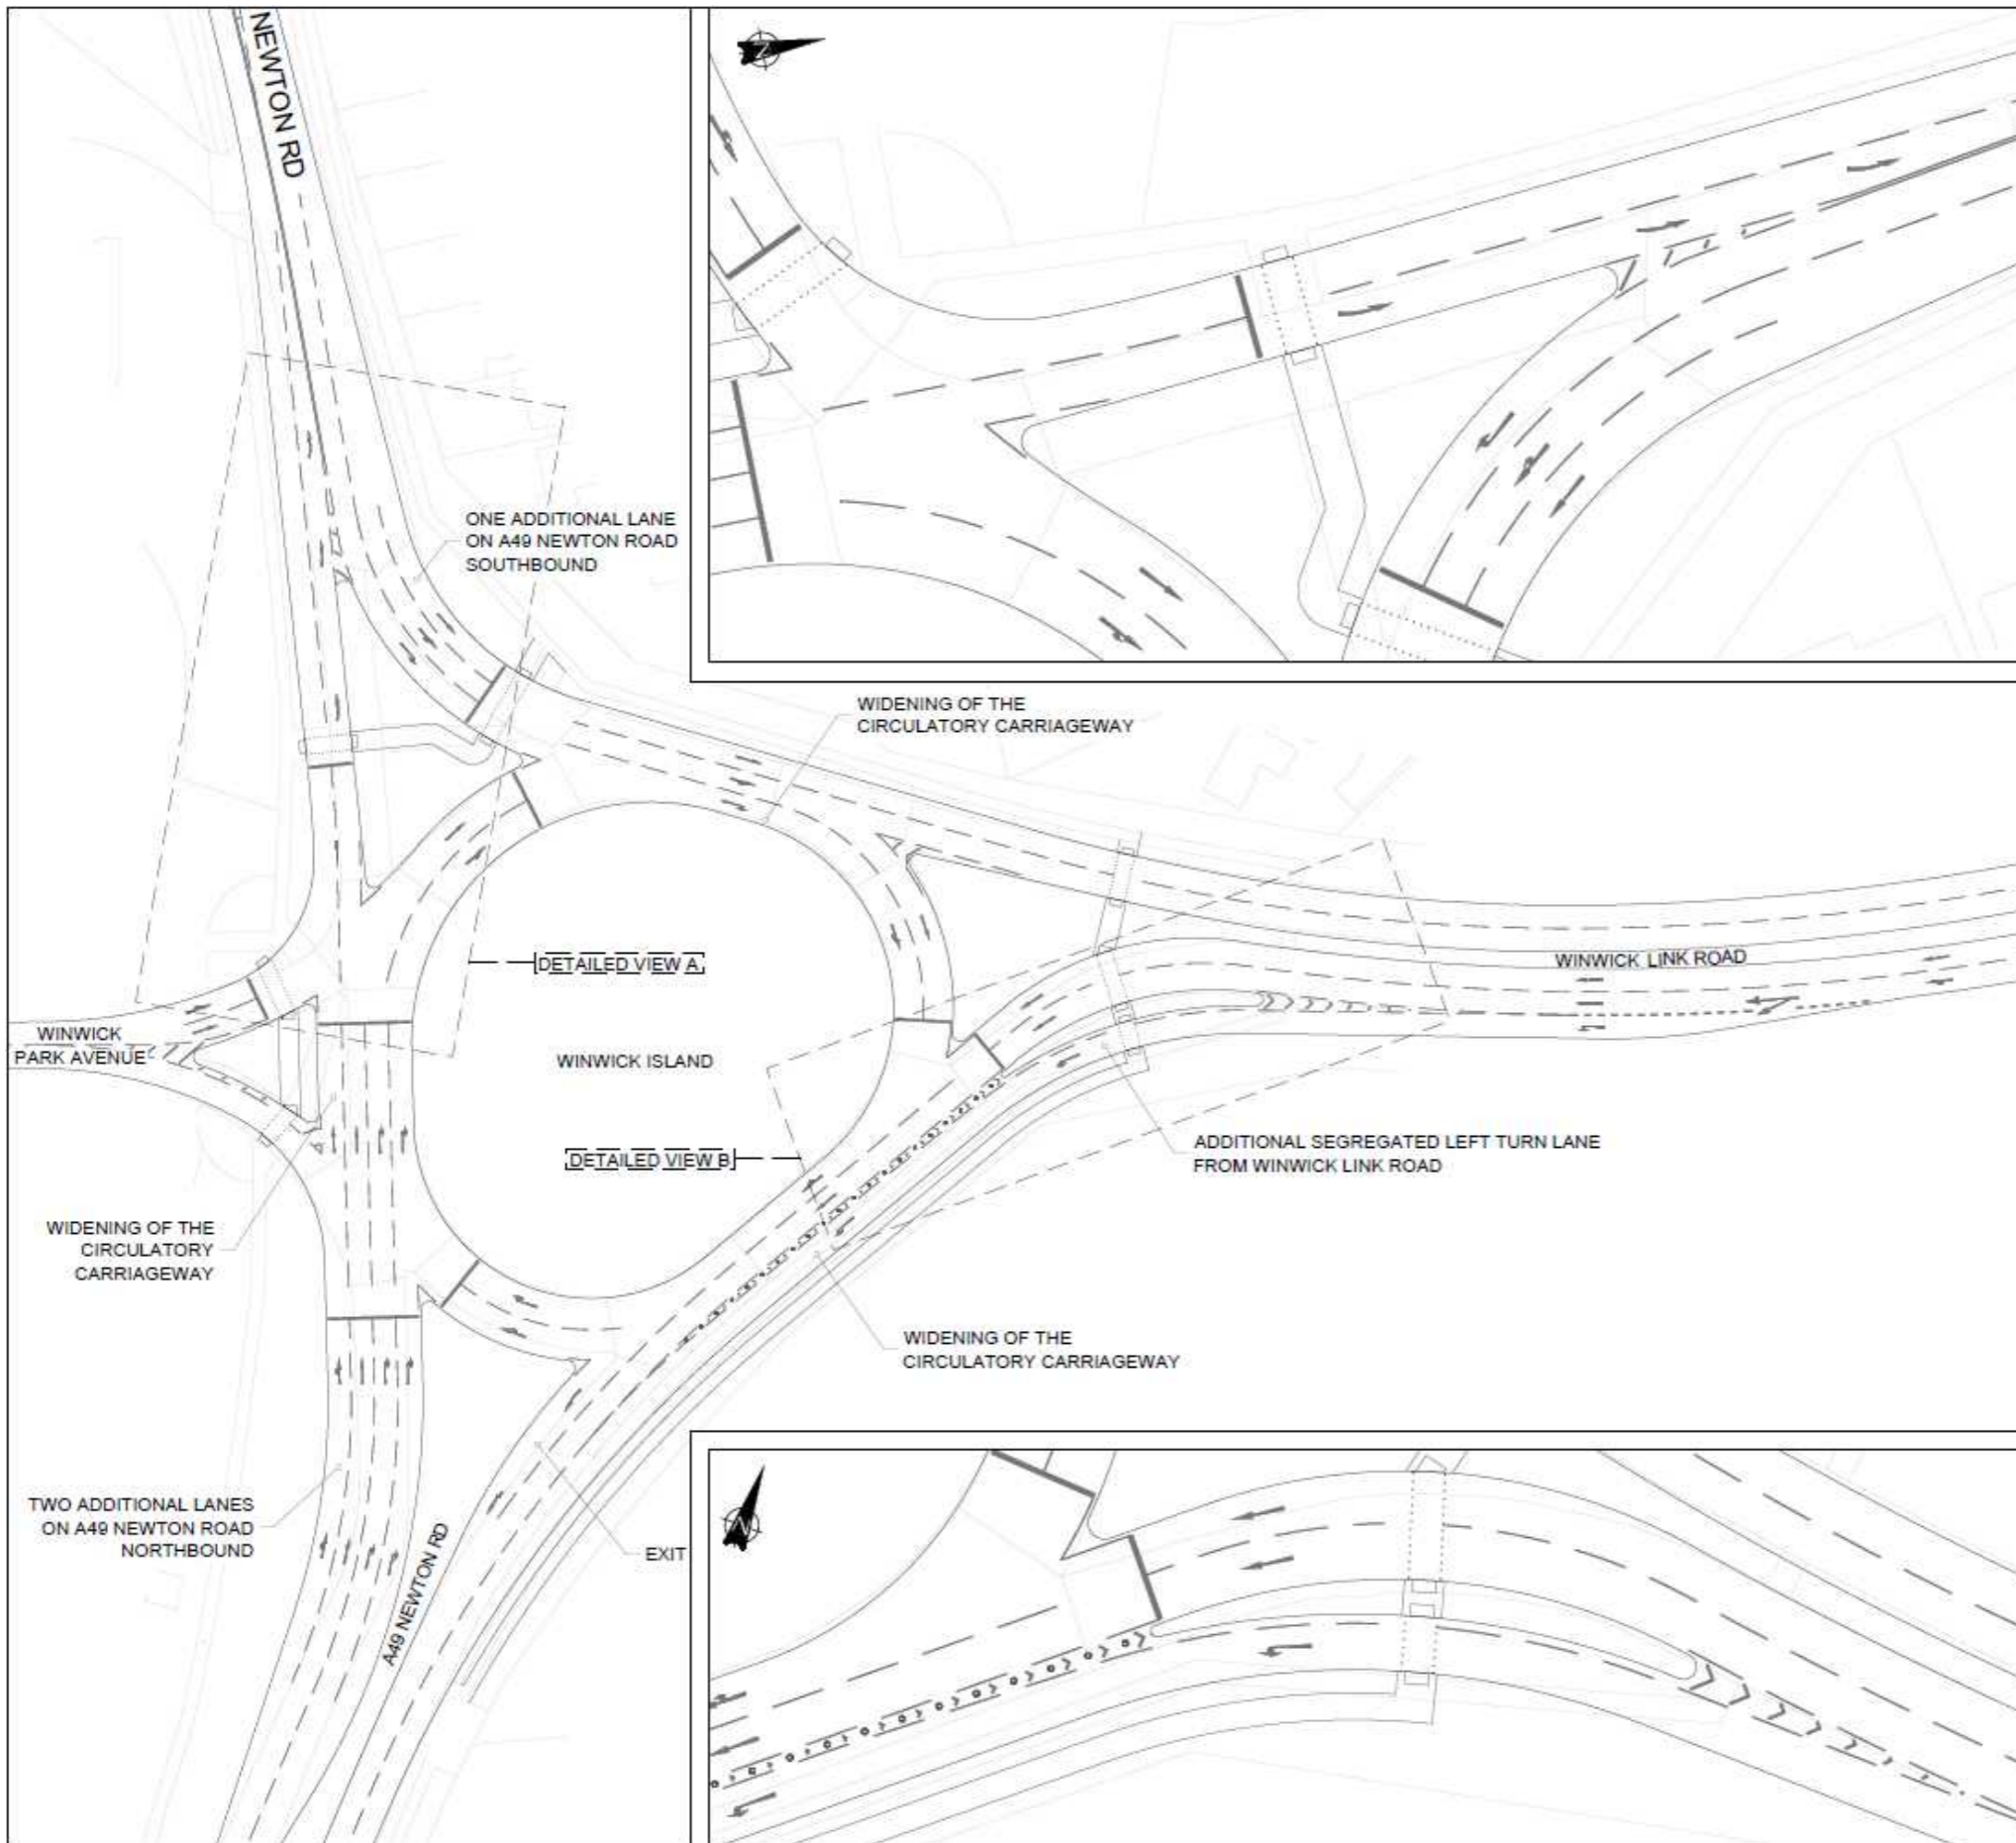 NEWTON RD
N
ONE ADDITIONAL LANE
ON A49 NEWTON ROAD
SOUTHBOUND
WIDENING OF THE
CIRCULATORY CARRIAGEWAY
DETAILED VIEW A
WINWICK LINK ROAD
WINWICK
PARK AVENUE
WINWICK ISLAND
DETAILED VIEW B
ADDITIONAL SEGREGATED LEFT TURN LANE
FROM WINWICK LINK ROAD
WIDENING OF THE
CIRCULATORY
CARRIAGEWAY
WIDENING OF THE
CIRCULATORY CARRIAGEWAY
TWO ADDITIONAL LANES
ON A49 NEWTON ROAD
NORTHBOUND
A49 NEWTON RD
EXIT
N